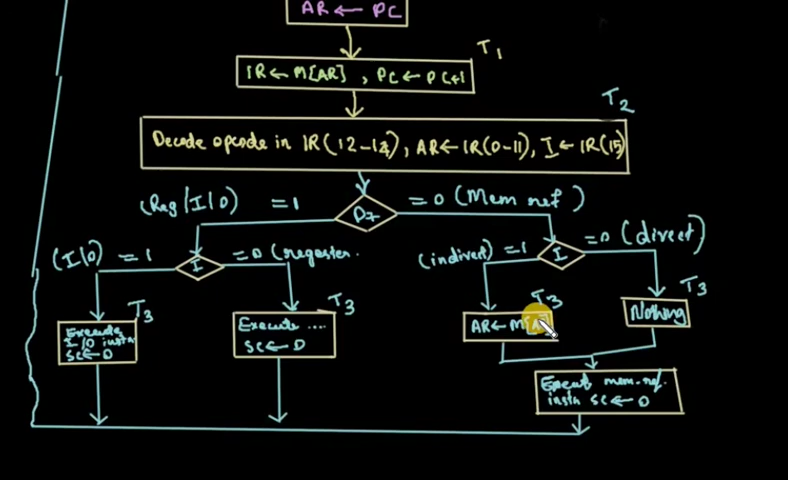 AR ← PC
T1
IR ← M[AR] , PC ← PC+1
T2
Decode opcode in IR(12-14), AR ← IR(0-11), I ← IR(15)
(Reg/I/O) =1
D7
=0 (Mem ref)
(I/O) =1
I
=0 (regester.
(indirect) =1
I
=0 (direct)
T3
T3
T3
T3
Execute
I/O instn
SC ← 0
Execute ....
SC ← 0
AR ← M[
Nothing
Execute mem-ref.
instn SC ← 0